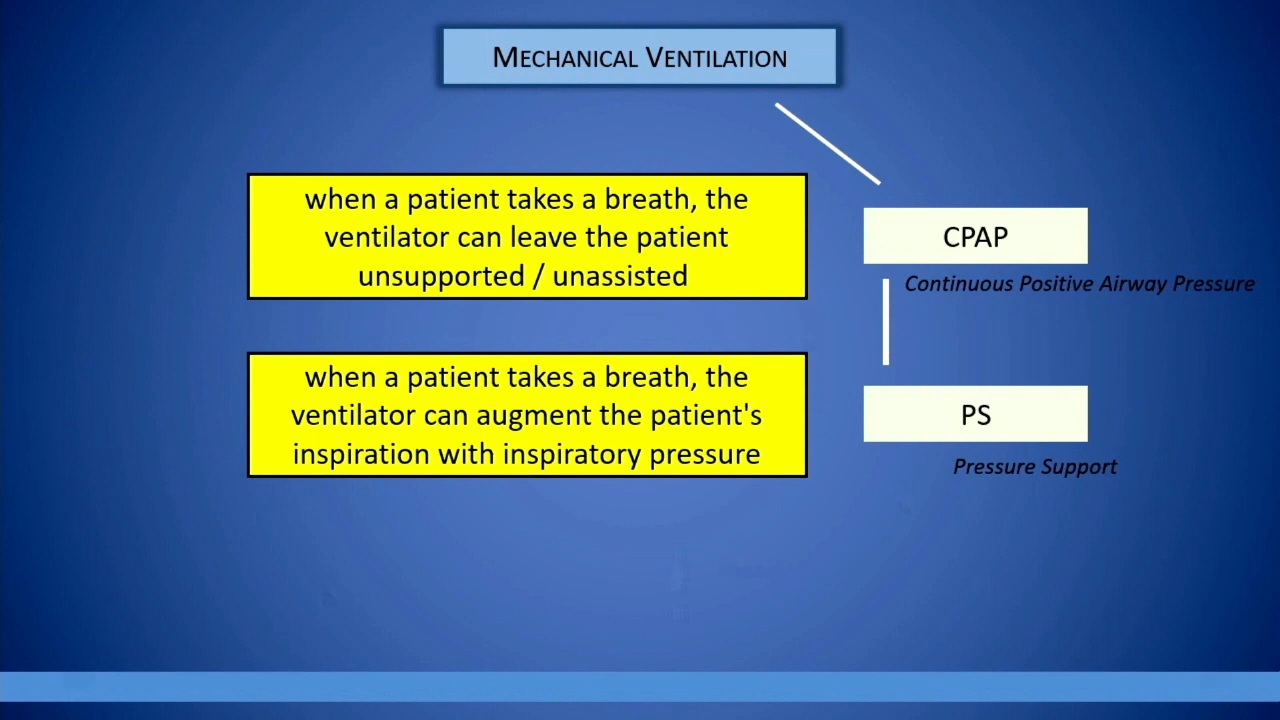 MECHANICAL VENTILATION
when a patient takes a breath, the
ventilator can leave the patient
unsupported / unassisted
CPAP
Continuous Positive Airway Pressure
when a patient takes a breath, the
ventilator can augment the patient's
inspiration with inspiratory pressure
PS
Pressure Support